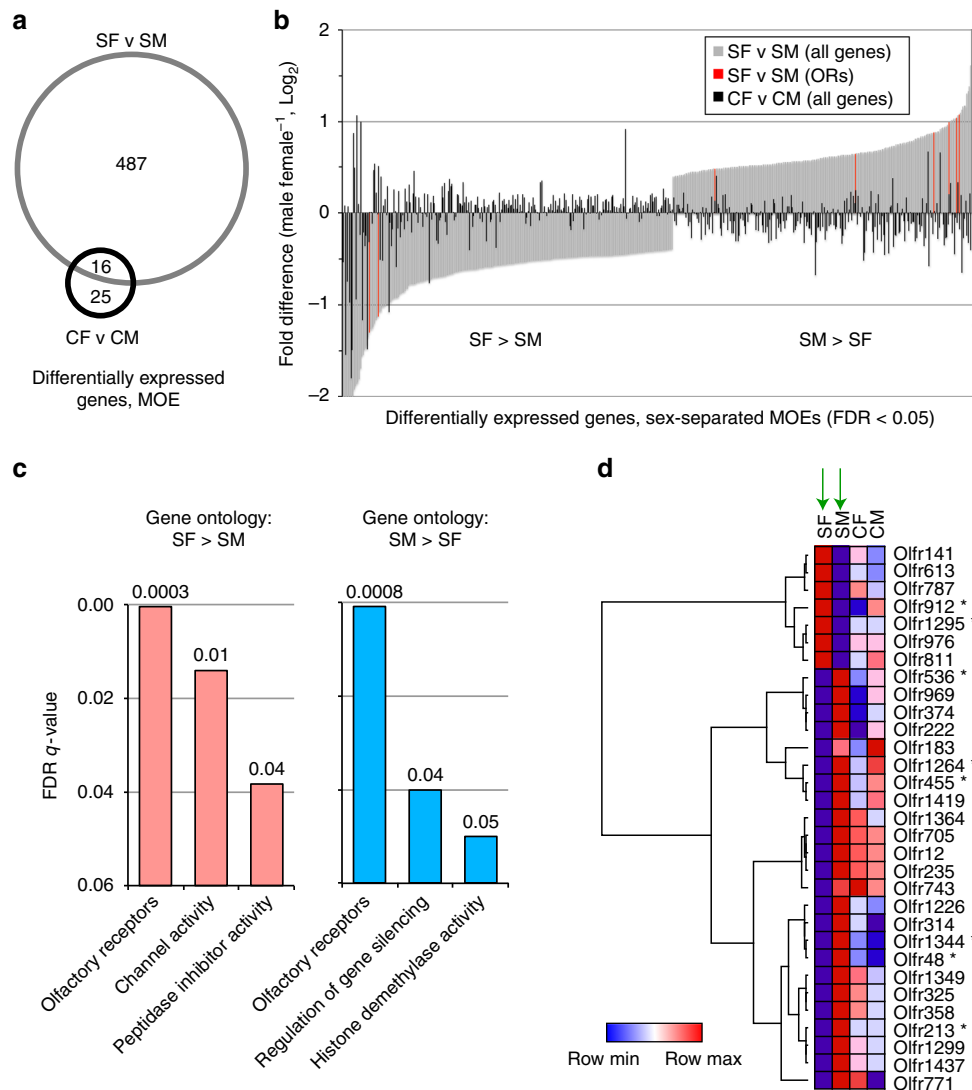 a
SF v SM
487
16
25
CF v CM
Differentially expressed
genes, MOE
b
Fold difference (male female⁻¹, Log₂)
2
1
0
–1
–2
SF v SM (all genes)
SF v SM (ORs)
CF v CM (all genes)
SF > SM
SM > SF
Differentially expressed genes, sex-separated MOEs (FDR < 0.05)
c
Gene ontology:
SF > SM
FDR q-value
0.00
0.02
0.04
0.06
0.0003
0.01
0.04
Olfactory receptors
Channel activity
Peptidase inhibitor activity
Gene ontology:
SM > SF
0.0008
0.04
0.05
Olfactory receptors
Regulation of gene silencing
Histone demethylase activity
d
SF SM CF CM
Olfr141
Olfr613
Olfr787
Olfr912 *
Olfr1295 *
Olfr976
Olfr811
Olfr536 *
Olfr969
Olfr374
Olfr222
Olfr183
Olfr1264 *
Olfr455 *
Olfr1419
Olfr1364
Olfr705
Olfr12
Olfr235
Olfr743
Olfr1226
Olfr314
Olfr1344 *
Olfr48 *
Olfr1349
Olfr325
Olfr358
Olfr213 *
Olfr1299
Olfr1437
Olfr771
Row min Row max